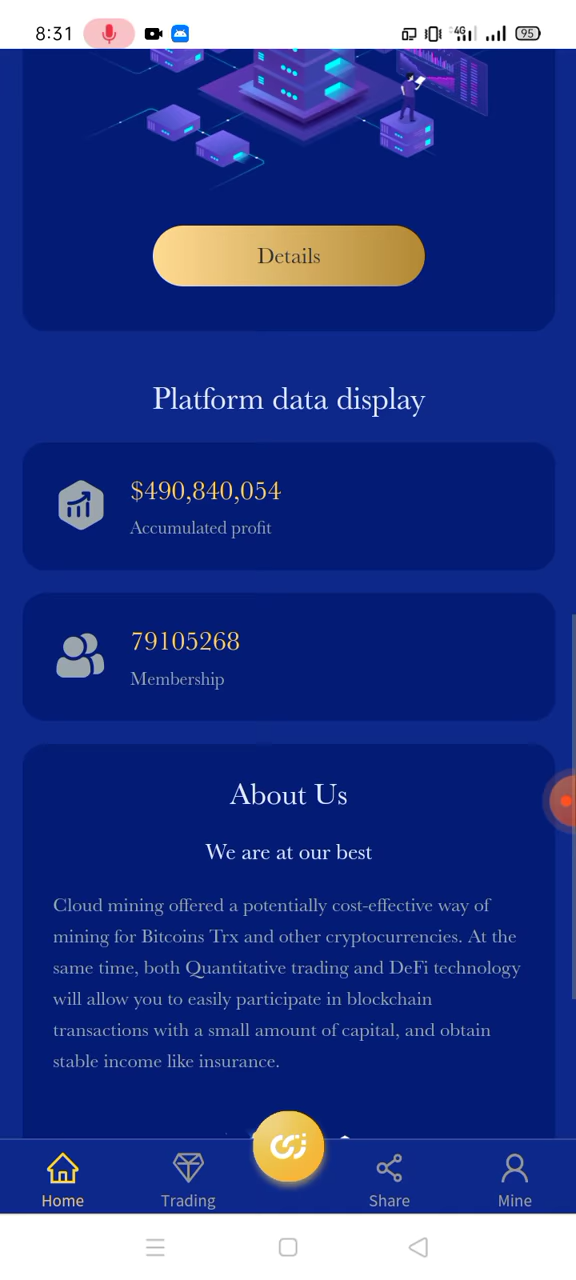 8:31
4G
95
Details
Platform data display
$490,840,054
Accumulated profit
79105268
Membership
About Us
We are at our best
Cloud mining offered a potentially cost-effective way of
mining for Bitcoins Trx and other cryptocurrencies. At the
same time, both Quantitative trading and DeFi technology
will allow you to easily participate in blockchain
transactions with a small amount of capital, and obtain
stable income like insurance.
Home
Trading
Share
Mine